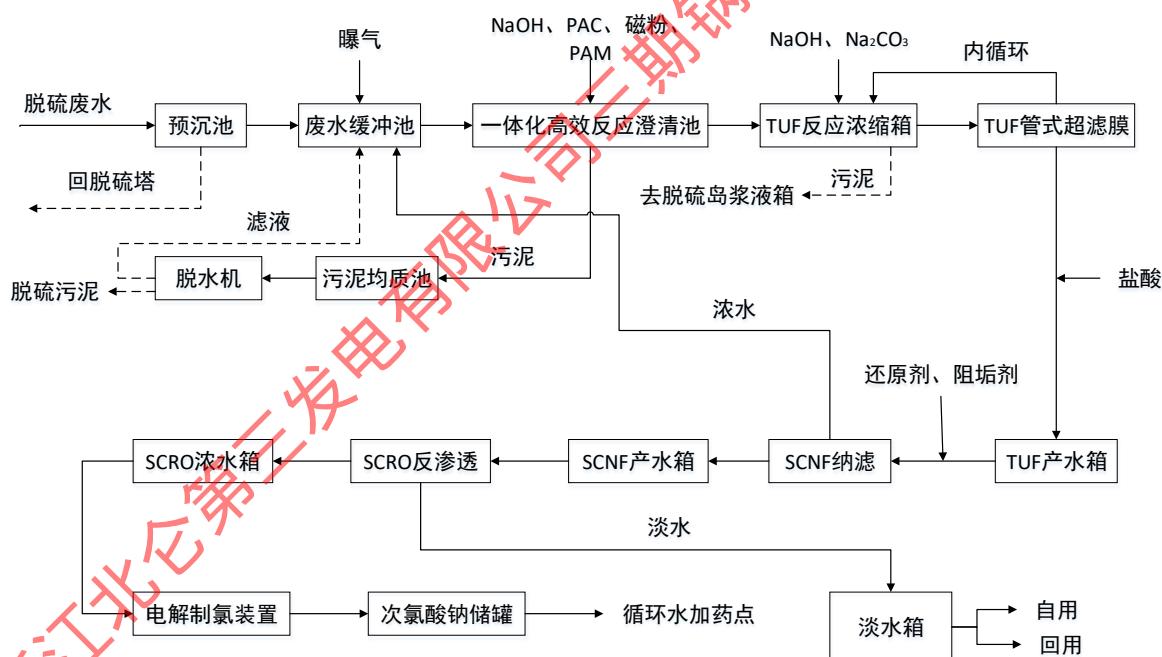 NaOH、PAC、磁粉、
PAM
曝气
NaOH、Na₂CO₃
内循环
脱硫废水
预沉池
废水缓冲池
一体化高效反应澄清池
TUF反应浓缩箱
TUF管式超滤膜
回脱硫塔
污泥
去脱硫岛浆液箱
滤液
污泥
脱水机
污泥均质池
脱硫污泥
盐酸
浓水
还原剂、阻垢剂
SCRO浓水箱
SCRO反渗透
SCNF产水箱
SCNF纳滤
TUF产水箱
淡水
电解制氯装置
次氯酸钠储罐
循环水加药点
淡水箱
自用
回用
江北仑第三发电有限公司三期锅